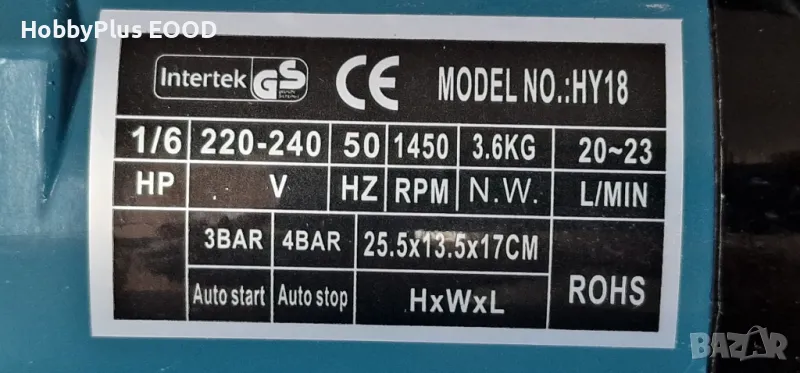 HobbyPlus EOOD
Intertek GS CE MODEL NO.:HY18
1/6 220-240 50 1450 3.6KG 20~23
HP V HZ RPM N.W. L/MIN
3BAR 4BAR 25.5x13.5x17CM
Auto start Auto stop HxWxL ROHS
BAZAR